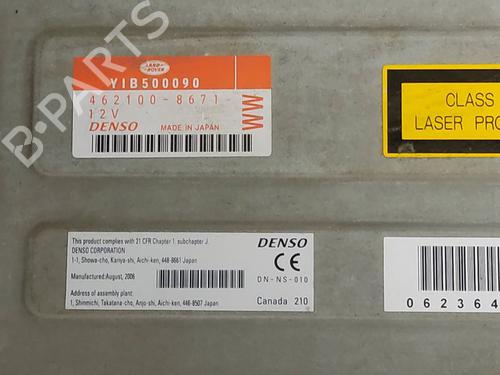 B-PARTS
LAND ROVER
YIB500090
462100-8671
12V
DENSO MADE IN JAPAN
WW
CLASS
LASER PRO
This product complies with 21 CFR Chapter 1. subchapter J.
DENSO CORPORATION
1-1, Showa-cho, Kariya-shi, Aichi-ken, 448-8661 Japan
Manufactured:August, 2006
Address of assembly plant.
1, Shinmichi, Takatana-cho, Anjo-shi, Aichi-ken, 446-8507 Japan
DENSO
CE
DN-NS-010
Canada 210
062364